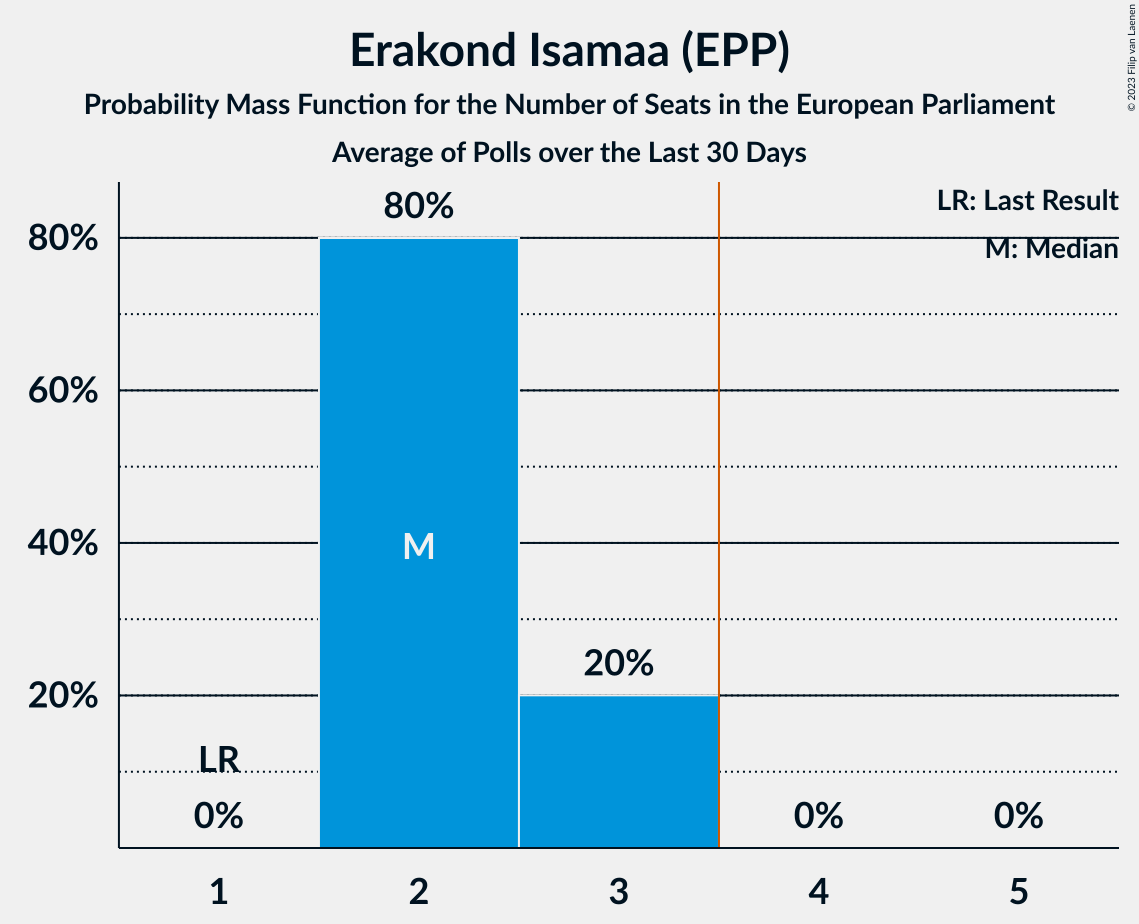 Erakond Isamaa (EPP)
Probability Mass Function for the Number of Seats in the European Parliament
Average of Polls over the Last 30 Days
© 2023 Filip van Laenen
LR: Last Result
M: Median
80%
80%
60%
40%
20%
M
20%
LR
0%
0%
0%
1
2
3
4
5